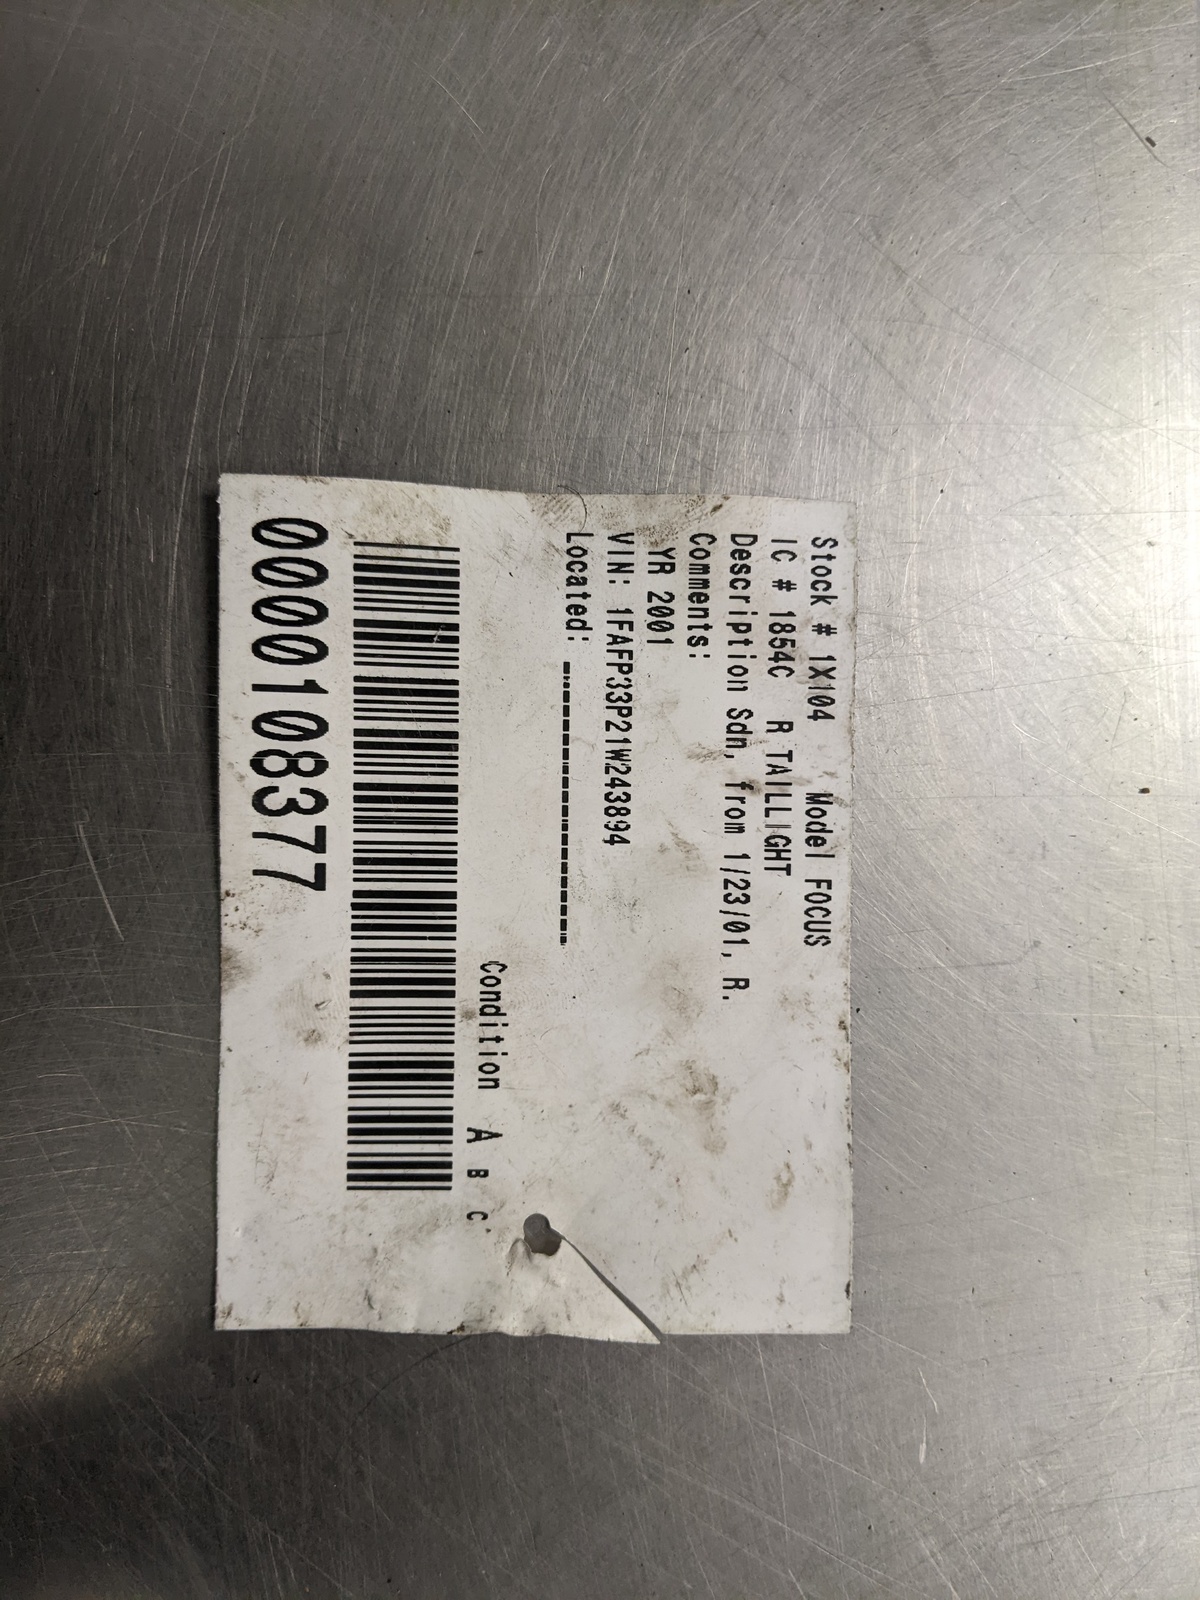 Stock # 1X104 Model FOCUS
IC # 1854C R TAILLIGHT
Description Sdn, from 1/23/01, R.
Comments:
YR 2001
VIN: 1FAFP33P21W243894
Located: ____________________
Condition A B C
0000108377